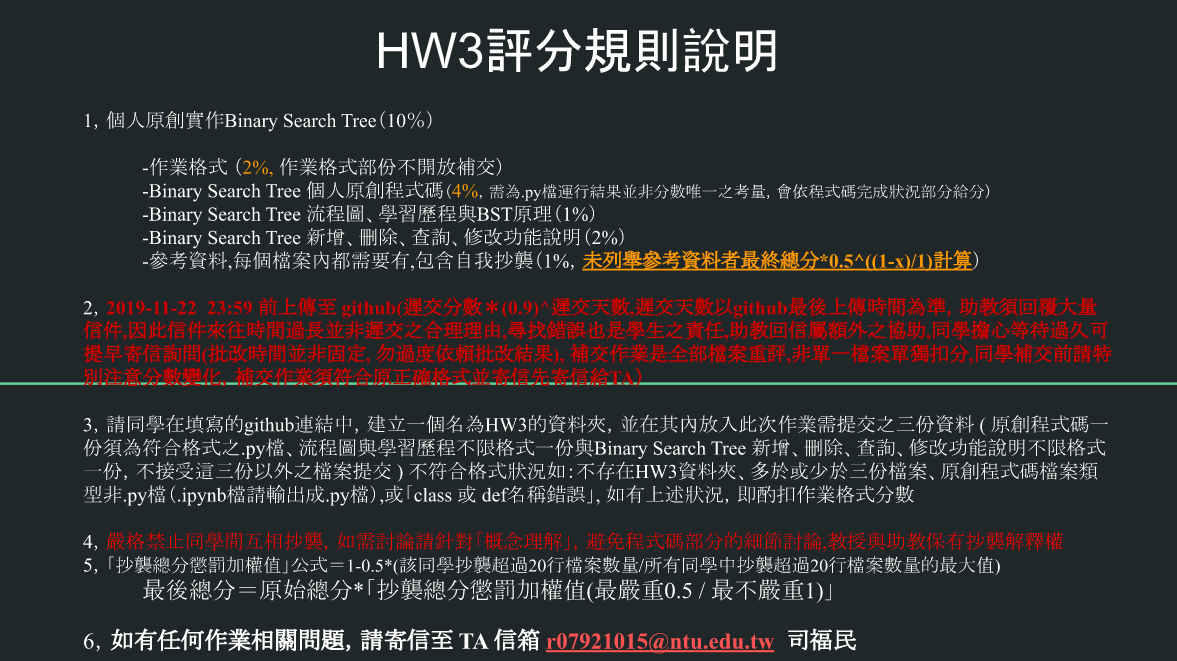 HW3評分規則說明
1, 個人原創實作Binary Search Tree(10%)
-作業格式 (2%, 作業格式部份不開放補交)
-Binary Search Tree 個人原創程式碼(4%, 需為.py檔運行結果並非分數唯一之考量, 會依程式碼完成狀況部分給分)
-Binary Search Tree 流程圖、學習歷程與BST原理(1%)
-Binary Search Tree 新增、刪除、查詢、修改功能說明(2%)
-參考資料,每個檔案內都需要有,包含自我抄襲(1%, 未列舉參考資料者最終總分*0.5^((1-x)/1)計算)
2, 2019-11-22 23:59 前上傳至 github(遲交分數＊(0.9)^遲交天數,遲交天數以github最後上傳時間為準, 助教須回覆大量
信件,因此信件來往時間過長並非遲交之合理理由,尋找錯誤也是學生之責任,助教回信屬額外之協助,同學擔心等待過久可
提早寄信詢問(批改時間並非固定, 勿過度依賴批改結果), 補交作業是全部檔案重評,非單一檔案單獨扣分,同學補交前請特
別注意分數變化, 補交作業須符合原正確格式並寄信先寄信給TA)
3, 請同學在填寫的github連結中, 建立一個名為HW3的資料夾, 並在其內放入此次作業需提交之三份資料 ( 原創程式碼一
份須為符合格式之.py檔、流程圖與學習歷程不限格式一份與Binary Search Tree 新增、刪除、查詢、修改功能說明不限格式
一份, 不接受這三份以外之檔案提交 ) 不符合格式狀況如：不存在HW3資料夾、多於或少於三份檔案、原創程式碼檔案類
型非.py檔(.ipynb檔請輸出成.py檔),或「class 或 def名稱錯誤」, 如有上述狀況, 即酌扣作業格式分數
4, 嚴格禁止同學間互相抄襲, 如需討論請針對「概念理解」, 避免程式碼部分的細節討論,教授與助教保有抄襲解釋權
5, 「抄襲總分懲罰加權值」公式＝1-0.5*(該同學抄襲超過20行檔案數量/所有同學中抄襲超過20行檔案數量的最大值)
最後總分＝原始總分*「抄襲總分懲罰加權值(最嚴重0.5 / 最不嚴重1)」
6, 如有任何作業相關問題, 請寄信至 TA 信箱 r07921015@ntu.edu.tw 司福民